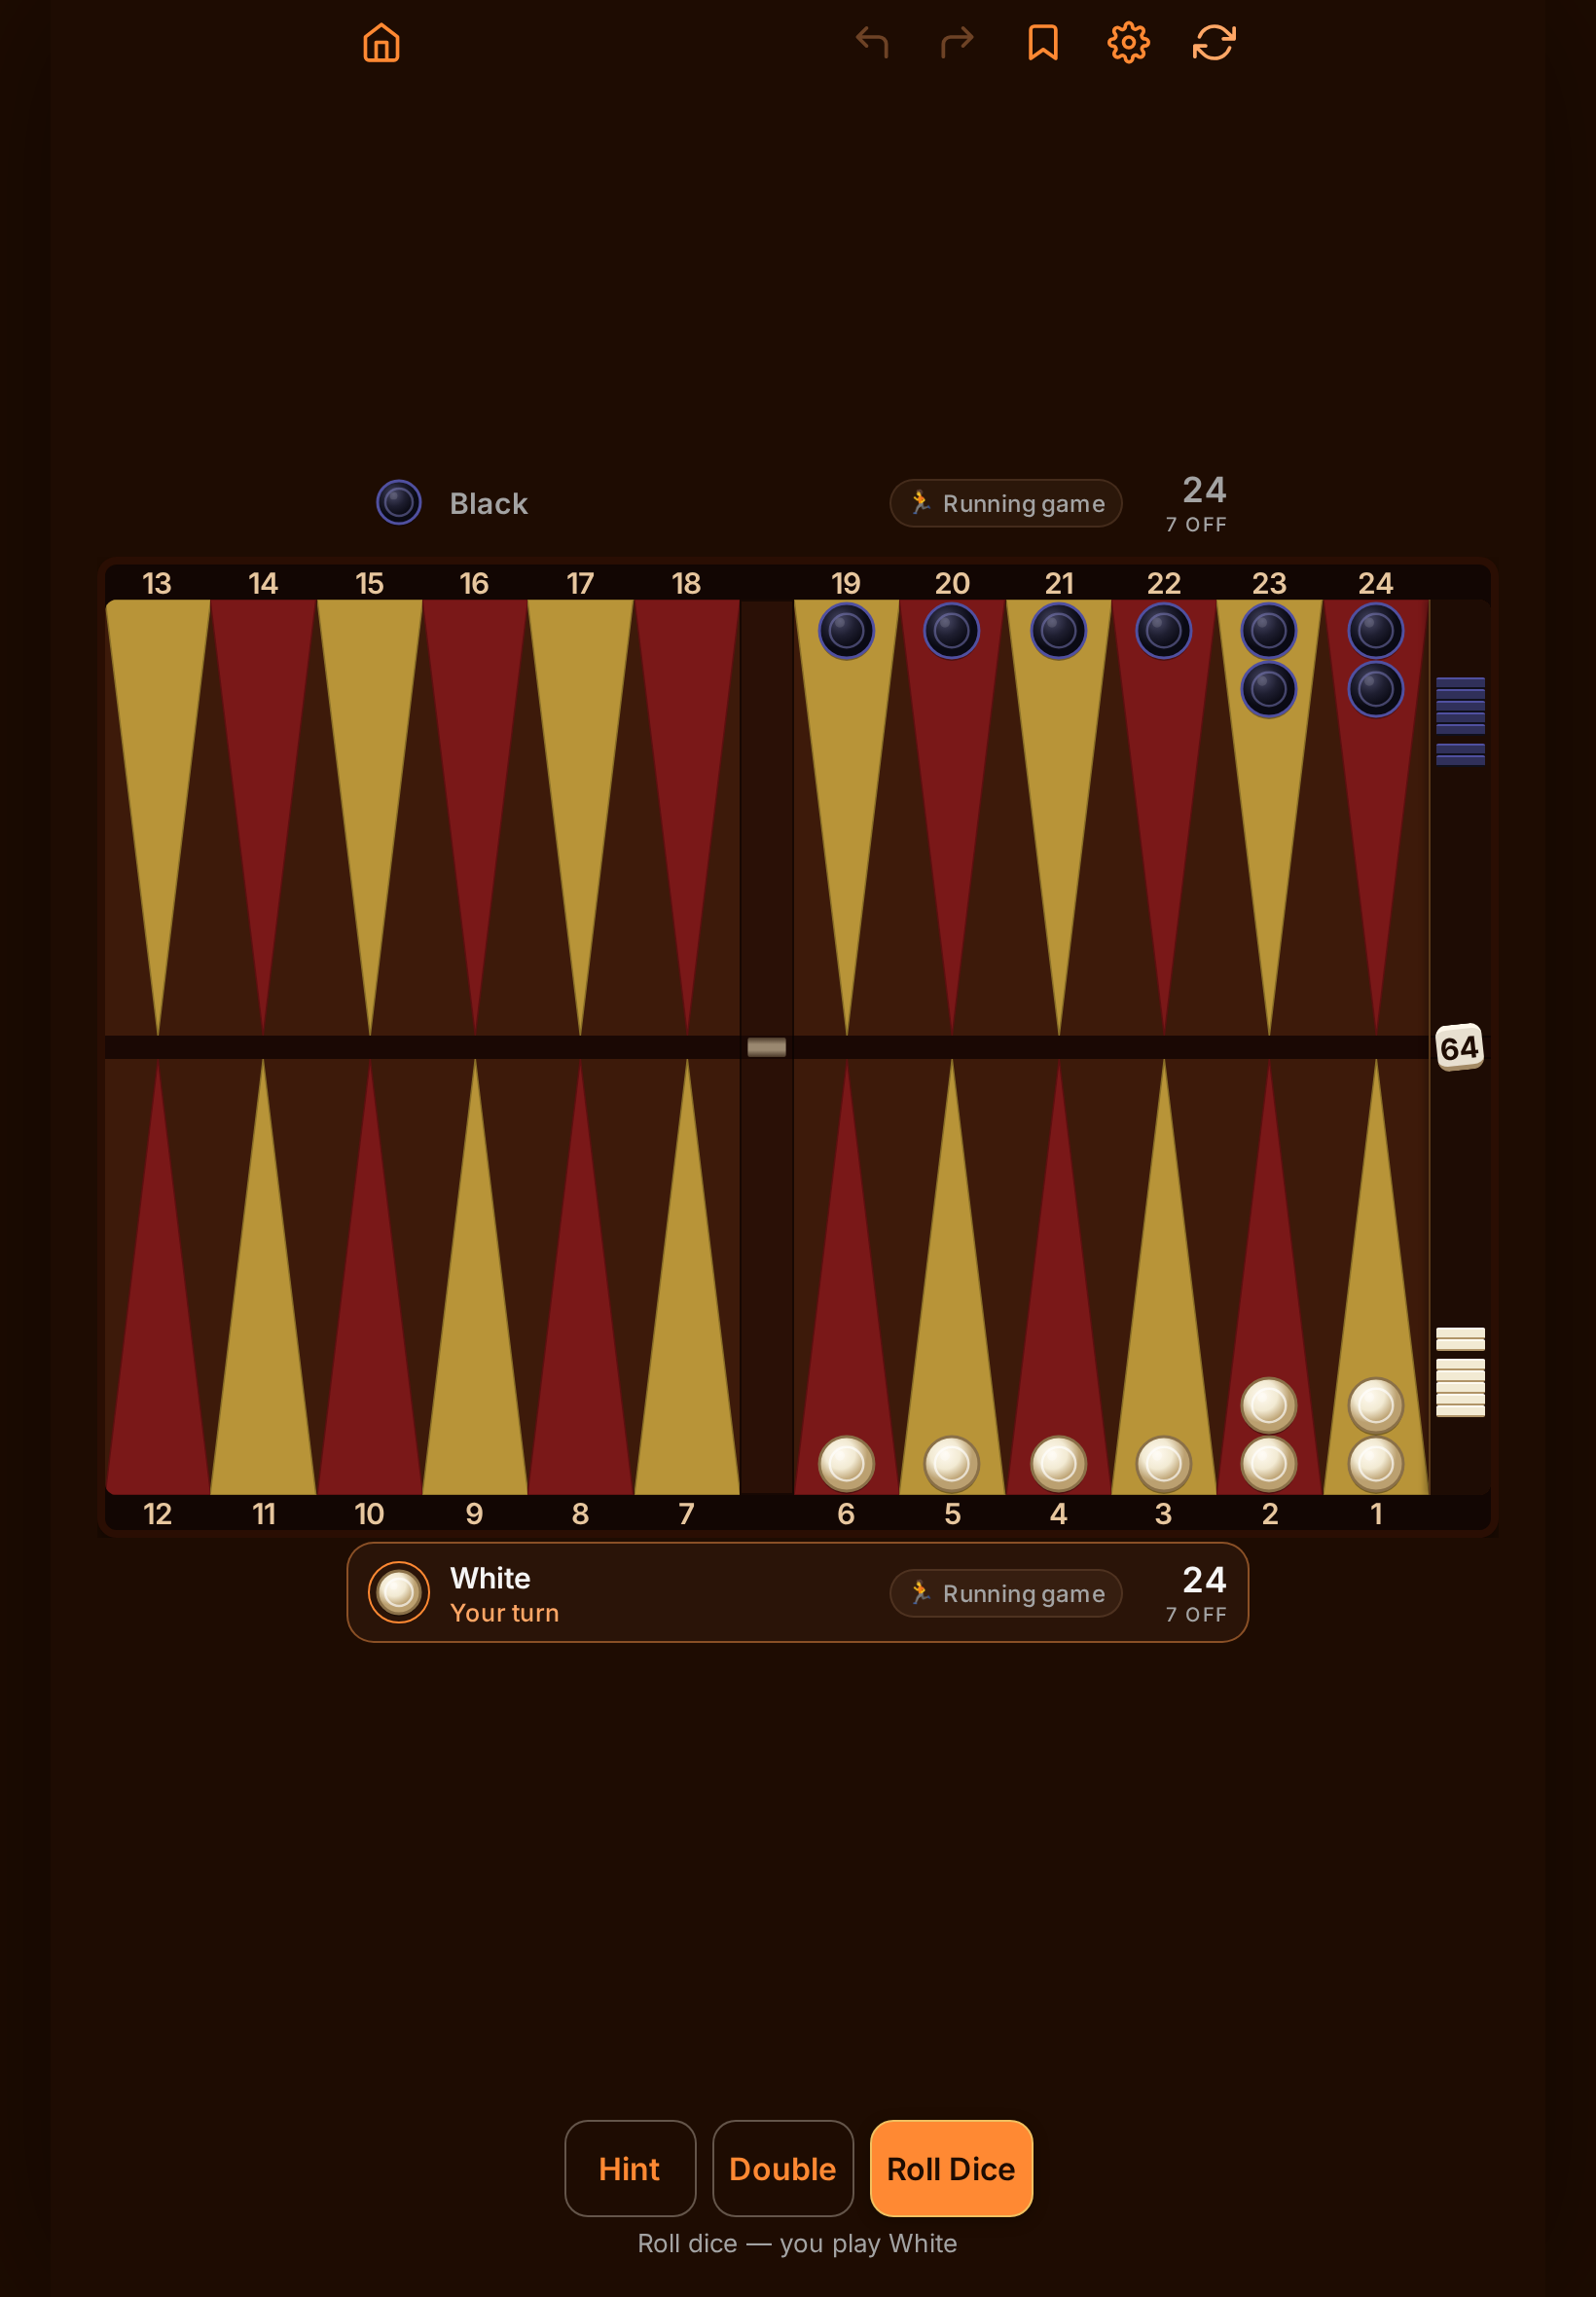 Black
🏃 Running game
24
7 OFF
13 14 15 16 17 18 19 20 21 22 23 24
64
12 11 10 9 8 7 6 5 4 3 2 1
White
Your turn
🏃 Running game
24
7 OFF
Hint
Double
Roll Dice
Roll dice — you play White